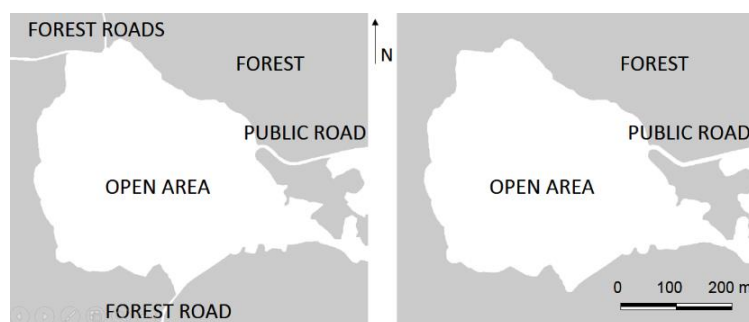 FOREST ROADS
N
FOREST
PUBLIC ROAD
OPEN AREA
FOREST ROAD
FOREST
PUBLIC ROAD
OPEN AREA
0 100 200 m